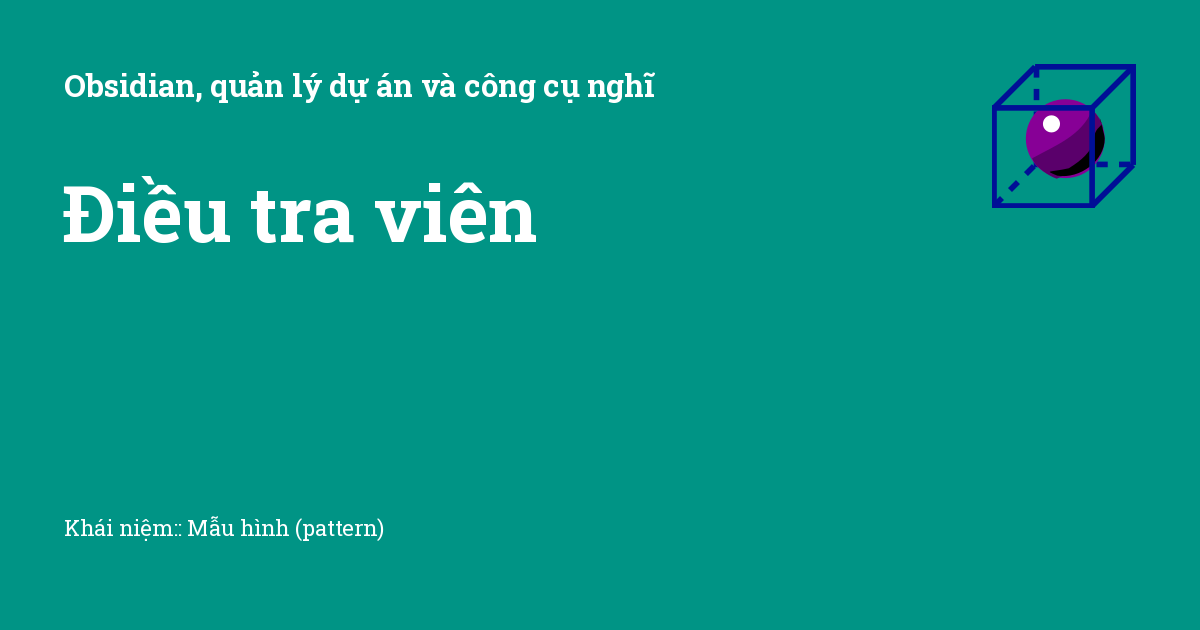 Obsidian, quản lý dự án và công cụ nghĩ
Điều tra viên
Khái niệm:: Mẫu hình (pattern)